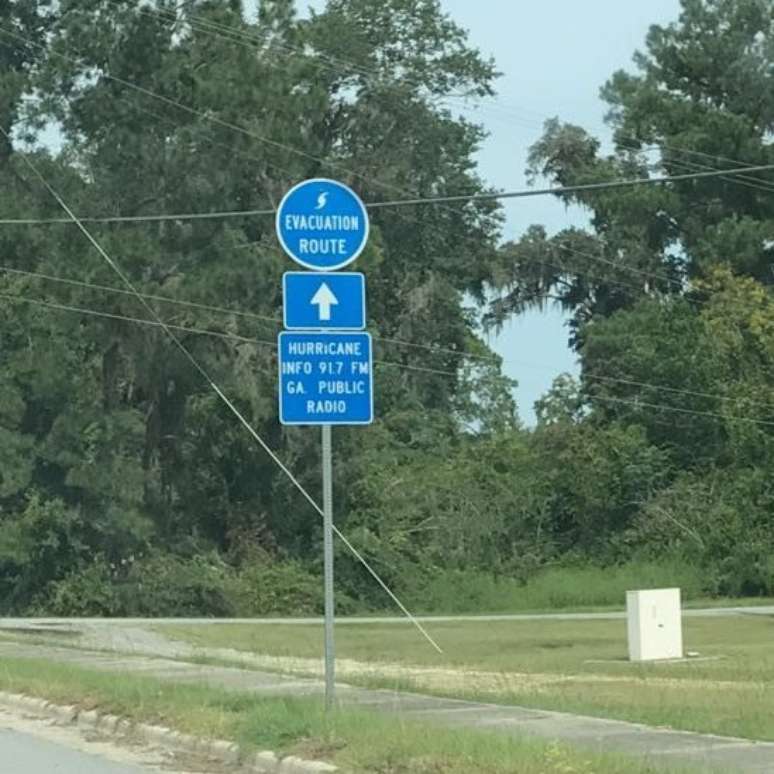 EVACUATION
ROUTE
HURRICANE
INFO 91.7 FM
GA. PUBLIC
RADIO